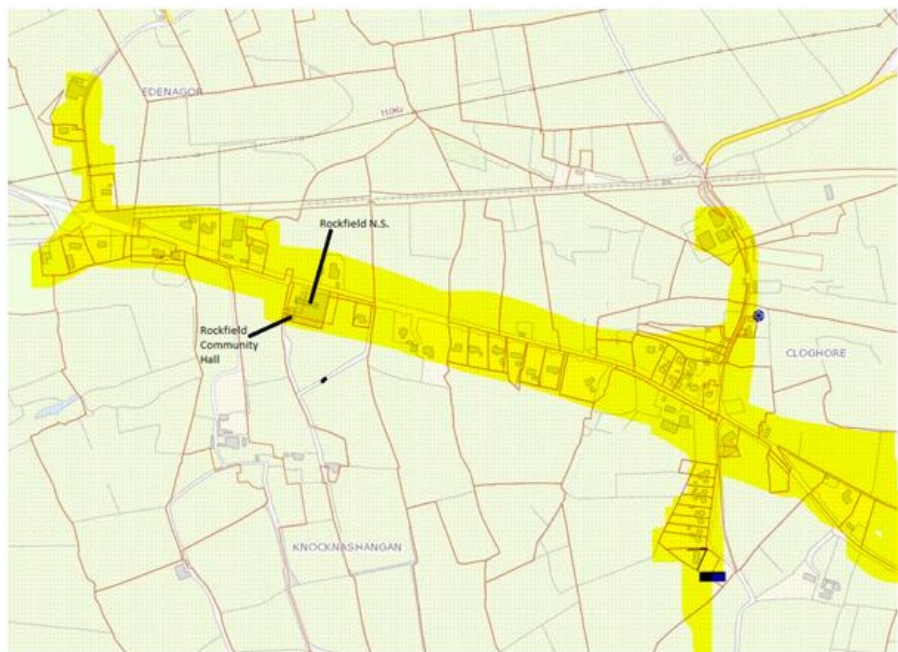 EDENAGOR
110KV
Rockfield N.S.
Rockfield
Community
Hall
CLOGHORE
KNOCKNASHANGAN